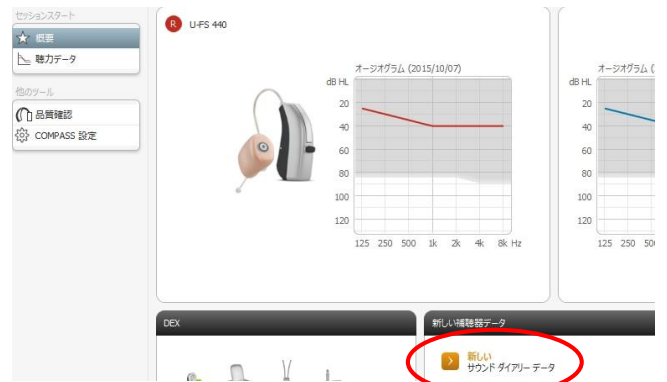 セッションスタート
概要
聴力データ
他のツール
品質確認
COMPASS 設定
R U-FS 440
オージオグラム (2015/10/07)
dB HL
20
40
60
80
100
120
125 250 500 1k 2k 4k 8k Hz
オージオグラム (
dB HL
20
40
60
80
100
120
125 250 500
DEX
新しい補聴器データ
新しい
サウンド ダイアリー データ